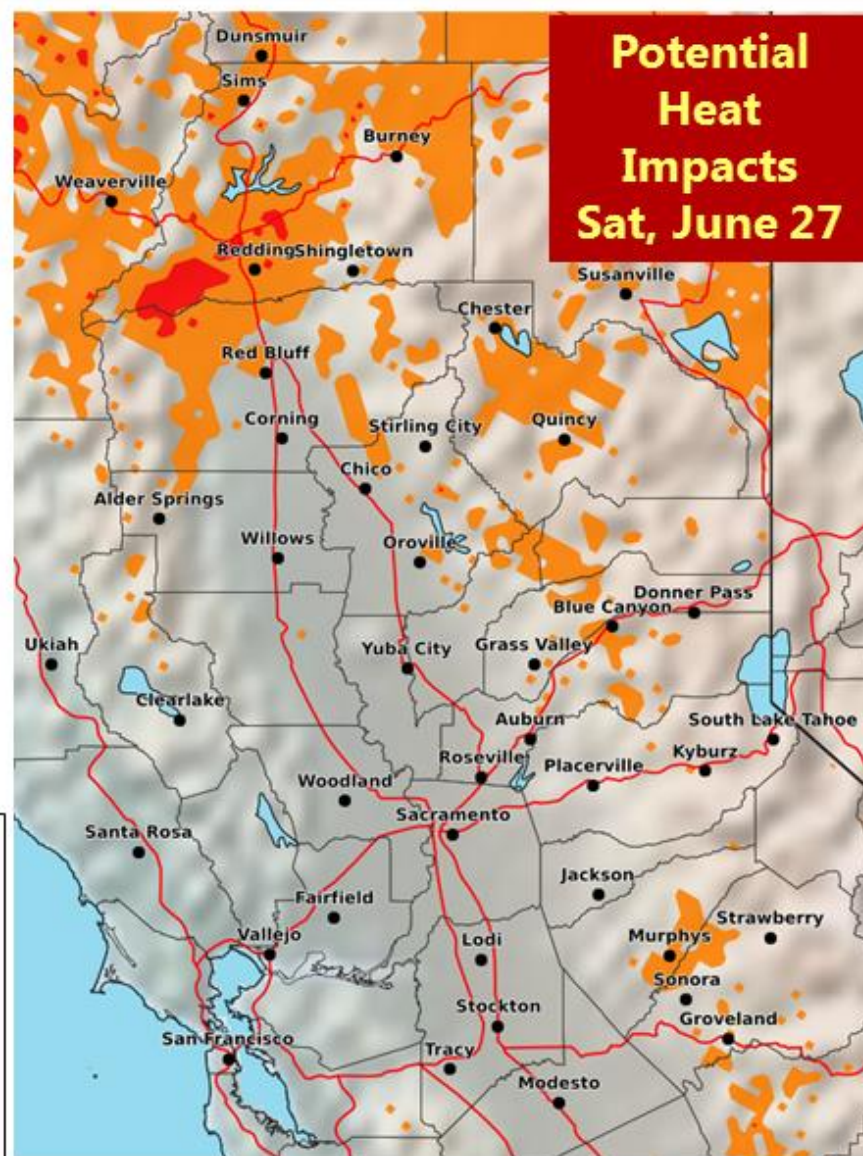 Potential
Heat
Impacts
Sat, June 27
Dunsmuir
Sims
Burney
Weaverville
Redding
Shingletown
Susanville
Chester
Red Bluff
Corning
Stirling City
Quincy
Chico
Alder Springs
Willows
Oroville
Donner Pass
Blue Canyon
Ukiah
Yuba City
Grass Valley
Clearlake
Auburn
South Lake Tahoe
Roseville
Kyburz
Placerville
Woodland
Sacramento
Santa Rosa
Jackson
Fairfield
Strawberry
Vallejo
Lodi
Murphys
Sonora
Stockton
Groveland
San Francisco
Tracy
Modesto